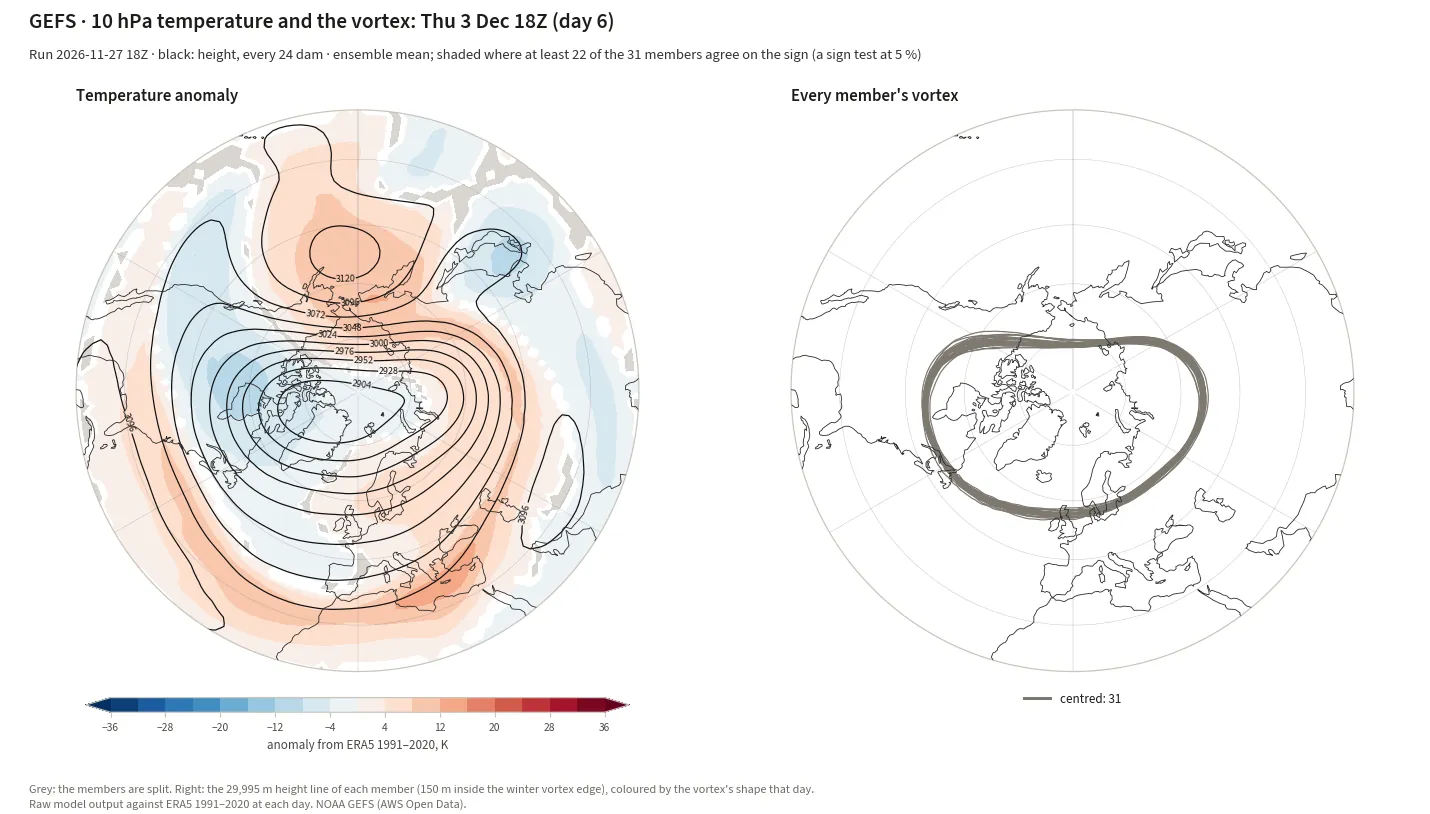 GEFS · 10 hPa temperature and the vortex: Thu 3 Dec 18Z (day 6)
Run 2026-11-27 18Z · black: height, every 24 dam · ensemble mean; shaded where at least 22 of the 31 members agree on the sign (a sign test at 5 %)
Temperature anomaly
Every member's vortex
3120
3096
3072
3048
3024
3000
2976
2952
2928
2904
3096
3096
centred: 31
−36 −28 −20 −12 −4 4 12 20 28 36
anomaly from ERA5 1991–2020, K
Grey: the members are split. Right: the 29,995 m height line of each member (150 m inside the winter vortex edge), coloured by the vortex's shape that day.
Raw model output against ERA5 1991–2020 at each day. NOAA GEFS (AWS Open Data).